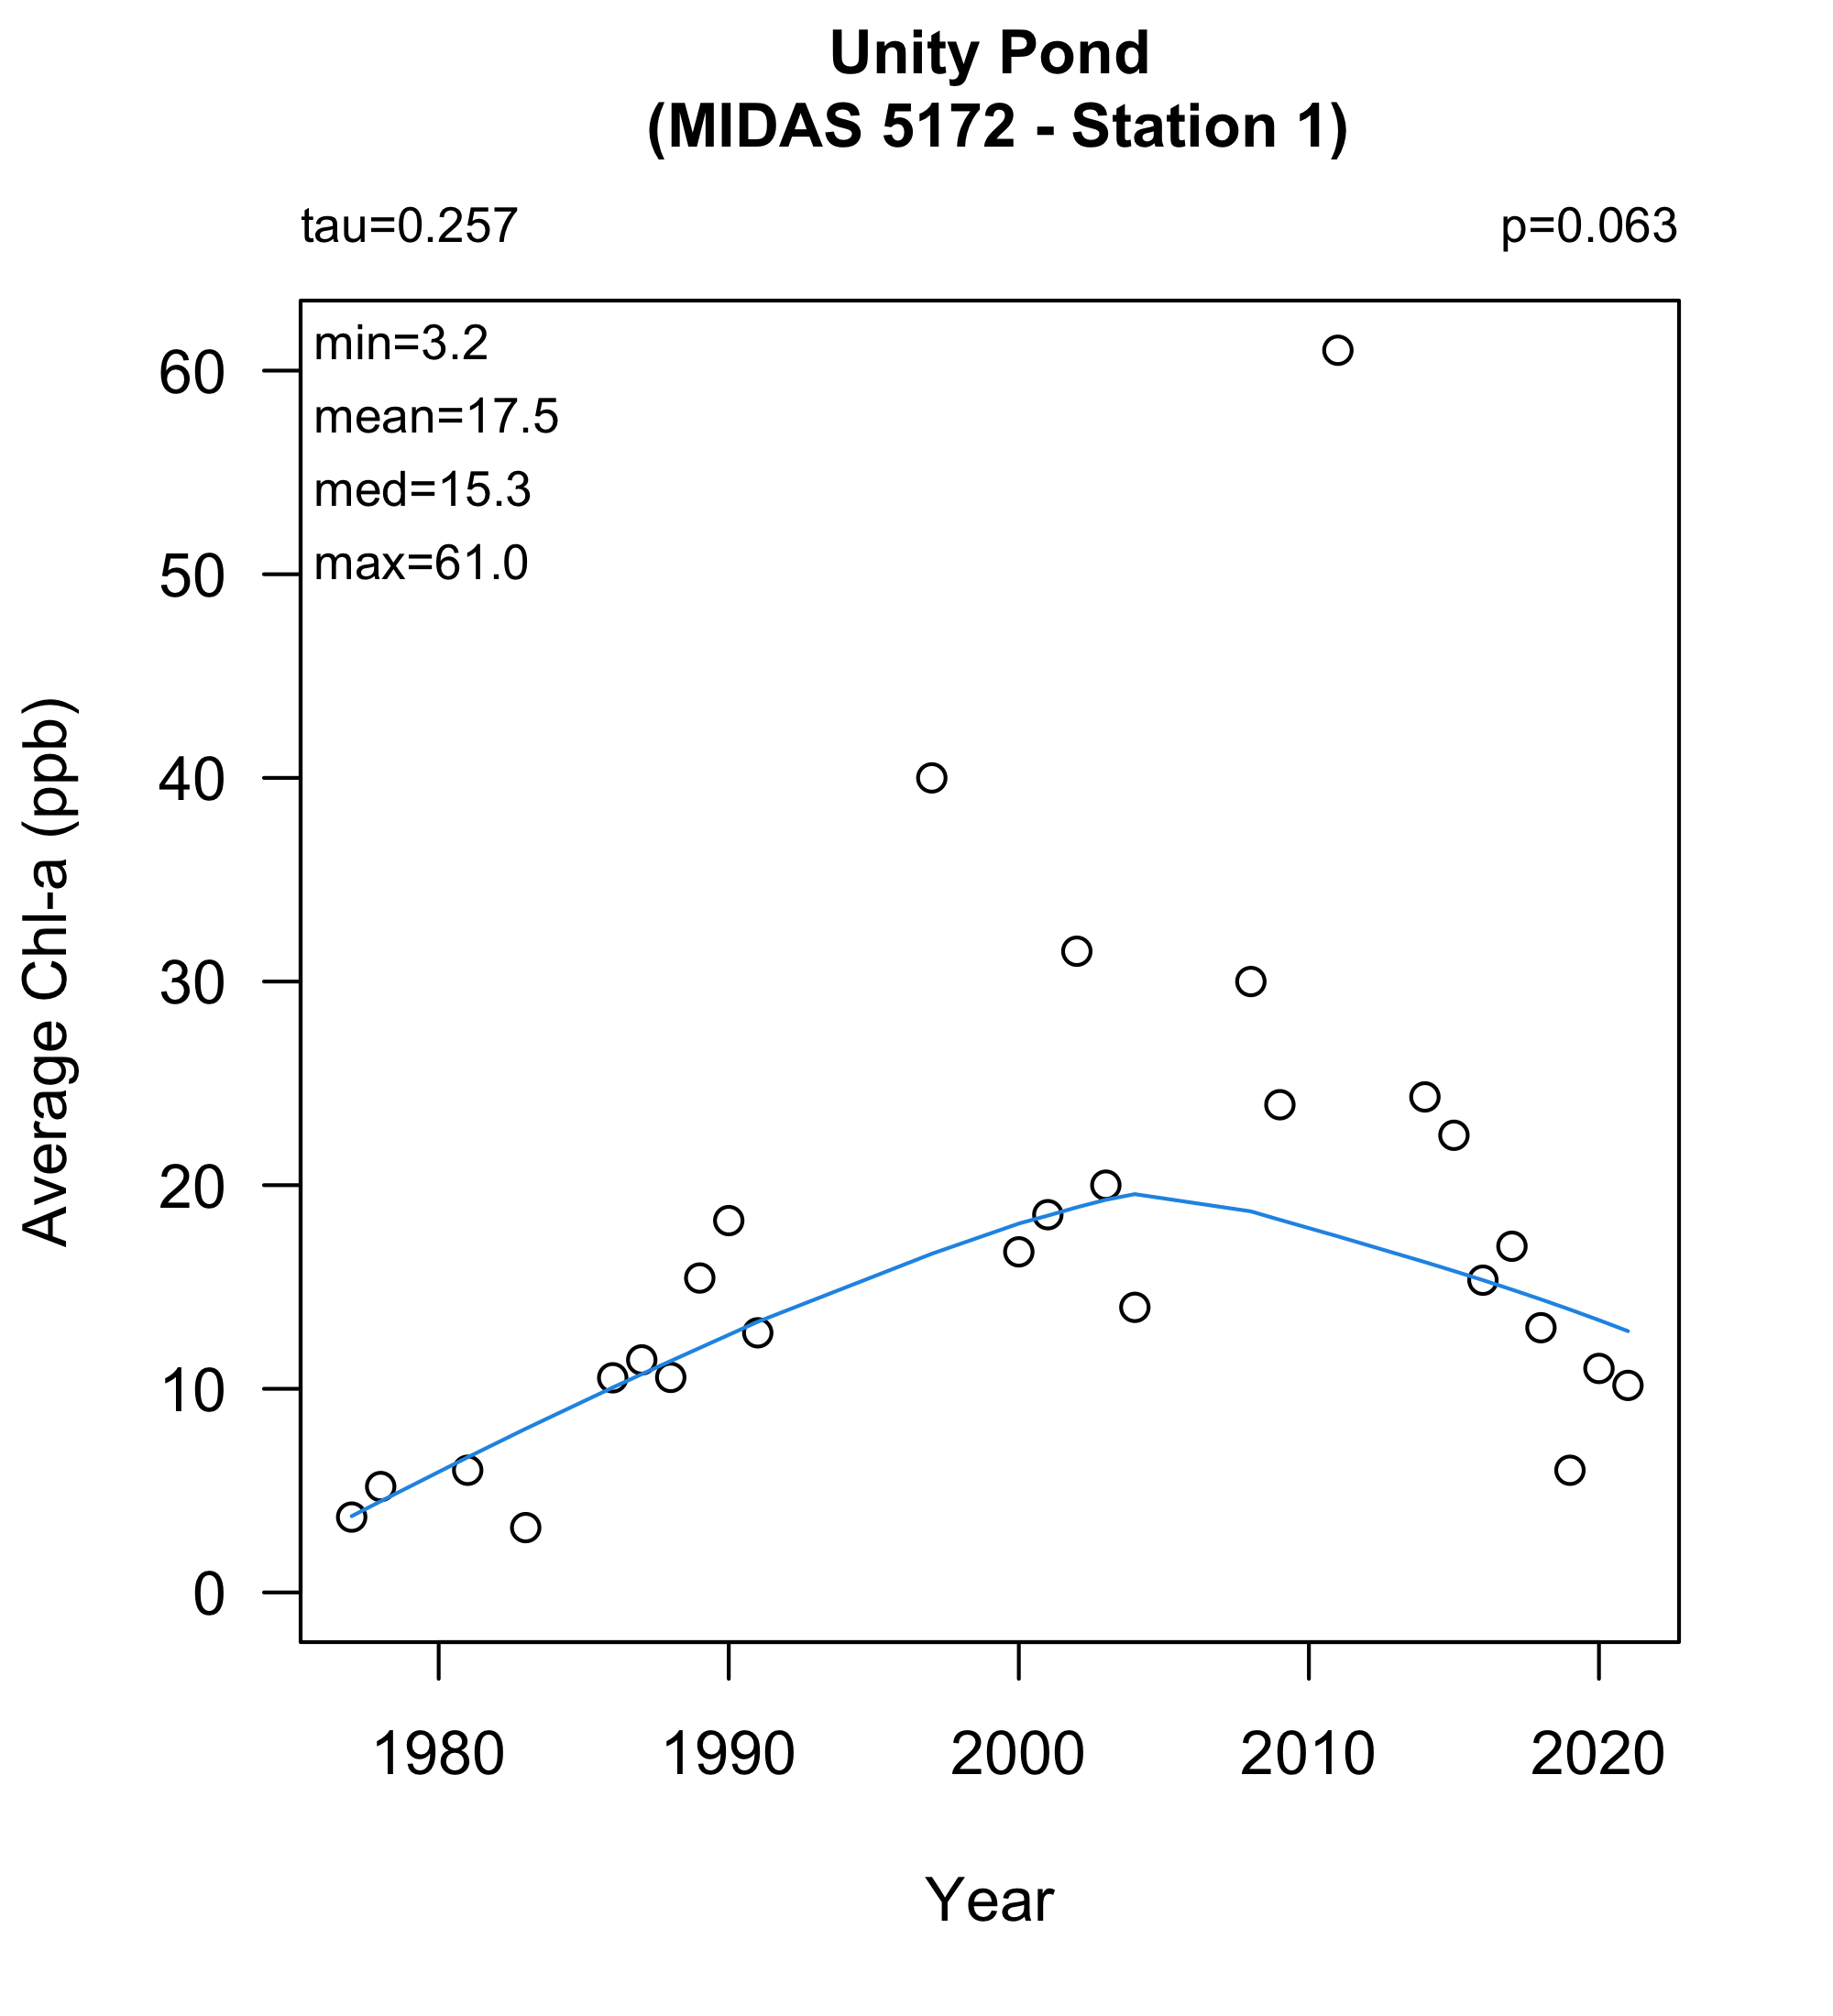 Unity Pond
(MIDAS 5172 - Station 1)
tau=0.257
p=0.063
min=3.2
mean=17.5
med=15.3
max=61.0
60
50
40
30
20
10
0
Average Chl-a (ppb)
1980
1990
2000
2010
2020
Year